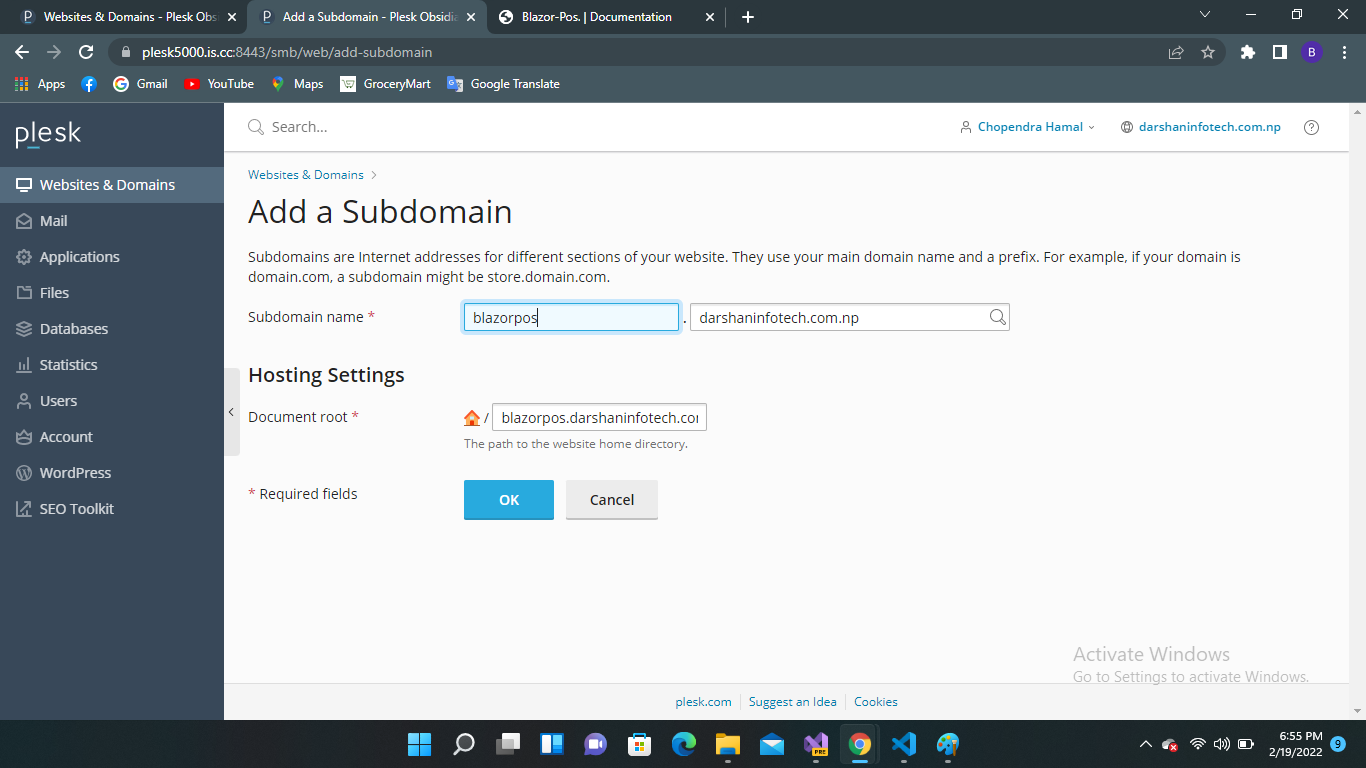 Websites & Domains - Plesk Obs
Add a Subdomain - Plesk Obsidia
Blazor-Pos. | Documentation
plesk5000.is.cc:8443/smb/web/add-subdomain
B
Apps
Gmail
YouTube
Maps
GroceryMart
Google Translate
plesk
Search...
Chopendra Hamal
darshaninfotech.com.np
Websites & Domains
Mail
Applications
Files
Databases
Statistics
Users
Account
WordPress
SEO Toolkit
Websites & Domains >
Add a Subdomain
Subdomains are Internet addresses for different sections of your website. They use your main domain name and a prefix. For example, if your domain is
domain.com, a subdomain might be store.domain.com.
Subdomain name * blazorpos . darshaninfotech.com.np
Hosting Settings
Document root * / blazorpos.darshaninfotech.co
The path to the website home directory.
* Required fields
OK
Cancel
Activate Windows
Go to Settings to activate Windows.
plesk.com
Suggest an Idea
Cookies
PRE
6:55 PM
2/19/2022
9